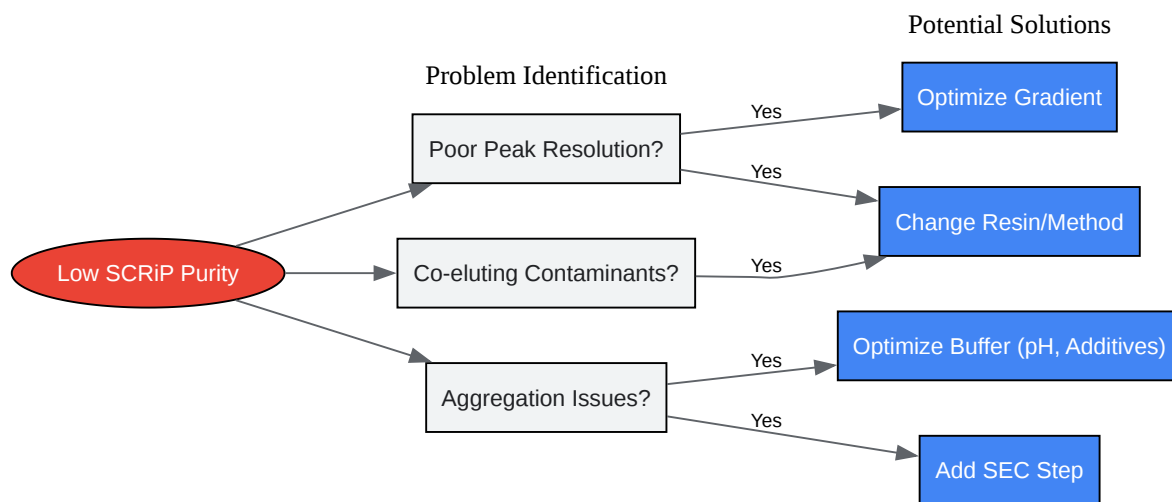 Potential Solutions
Problem Identification
Optimize Gradient
Yes
Poor Peak Resolution?
Yes
Change Resin/Method
Low SCRiP Purity
Co-eluting Contaminants?
Yes
Optimize Buffer (pH, Additives)
Yes
Aggregation Issues?
Yes
Add SEC Step